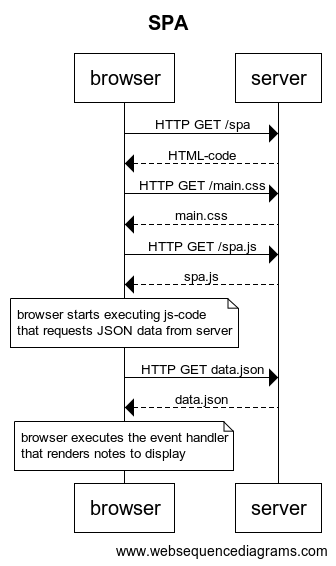 SPA
browser server
HTTP GET /spa
HTML-code
HTTP GET /main.css
main.css
HTTP GET /spa.js
spa.js
browser starts executing js-code
that requests JSON data from server
HTTP GET data.json
data.json
browser executes the event handler
that renders notes to display
browser server
www.websequencediagrams.com